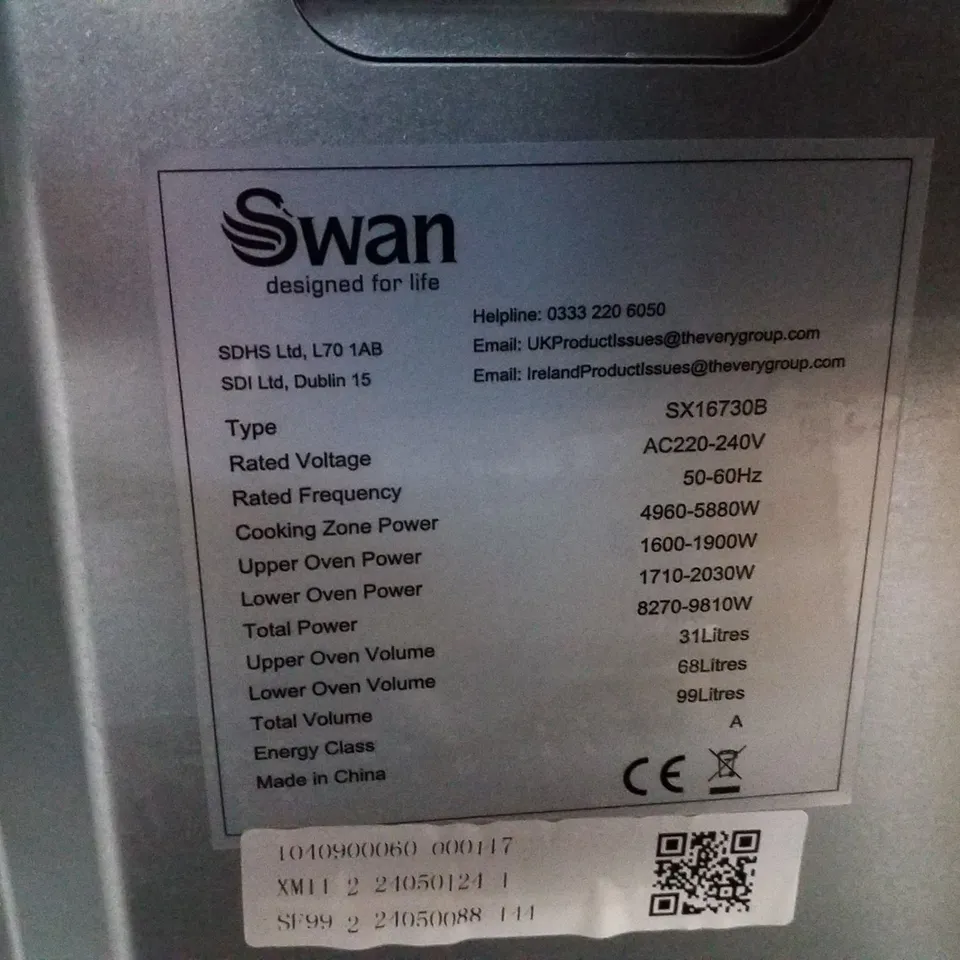 Swan
designed for life
SDHS Ltd, L70 1AB
SDI Ltd, Dublin 15
Helpline: 0333 220 6050
Email: UKProductIssues@theverygroup.com
Email: IrelandProductIssues@theverygroup.com
Type SX16730B
Rated Voltage AC220-240V
Rated Frequency 50-60Hz
Cooking Zone Power 4960-5880W
Upper Oven Power 1600-1900W
Lower Oven Power 1710-2030W
Total Power 8270-9810W
Upper Oven Volume 31Litres
Lower Oven Volume 68Litres
Total Volume 99Litres
Energy Class A
Made in China
CE
1040900060 000117
XM11 2 24050124 1
SF99 2 24050088 144